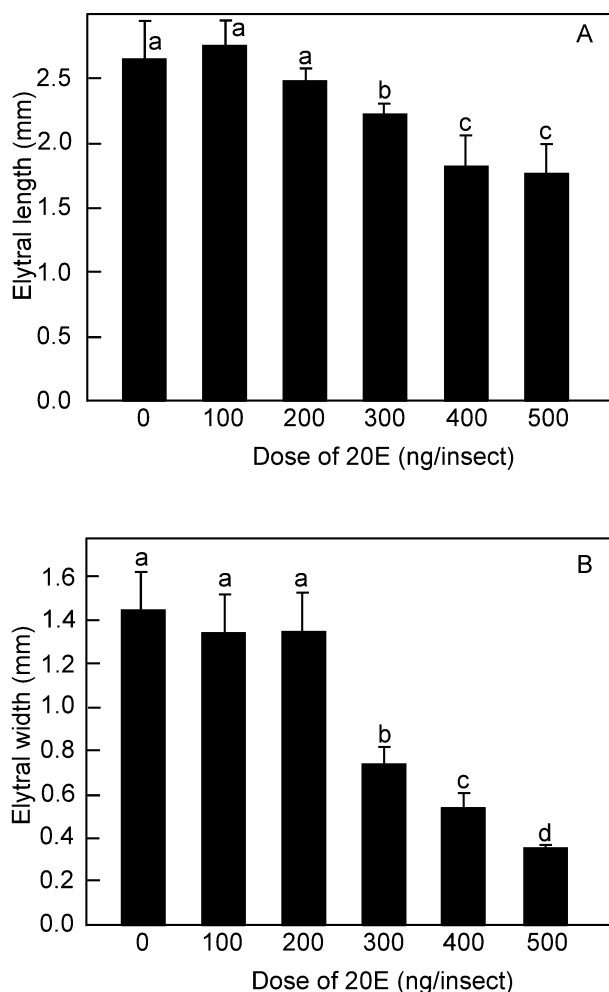 A
a
a
a
b
c
c
2.5
2.0
1.5
1.0
0.5
0.0
Elytral length (mm)
0 100 200 300 400 500
Dose of 20E (ng/insect)
B
a
a
a
b
c
d
1.6
1.4
1.2
1.0
0.8
0.6
0.4
0.2
0.0
Elytral width (mm)
0 100 200 300 400 500
Dose of 20E (ng/insect)